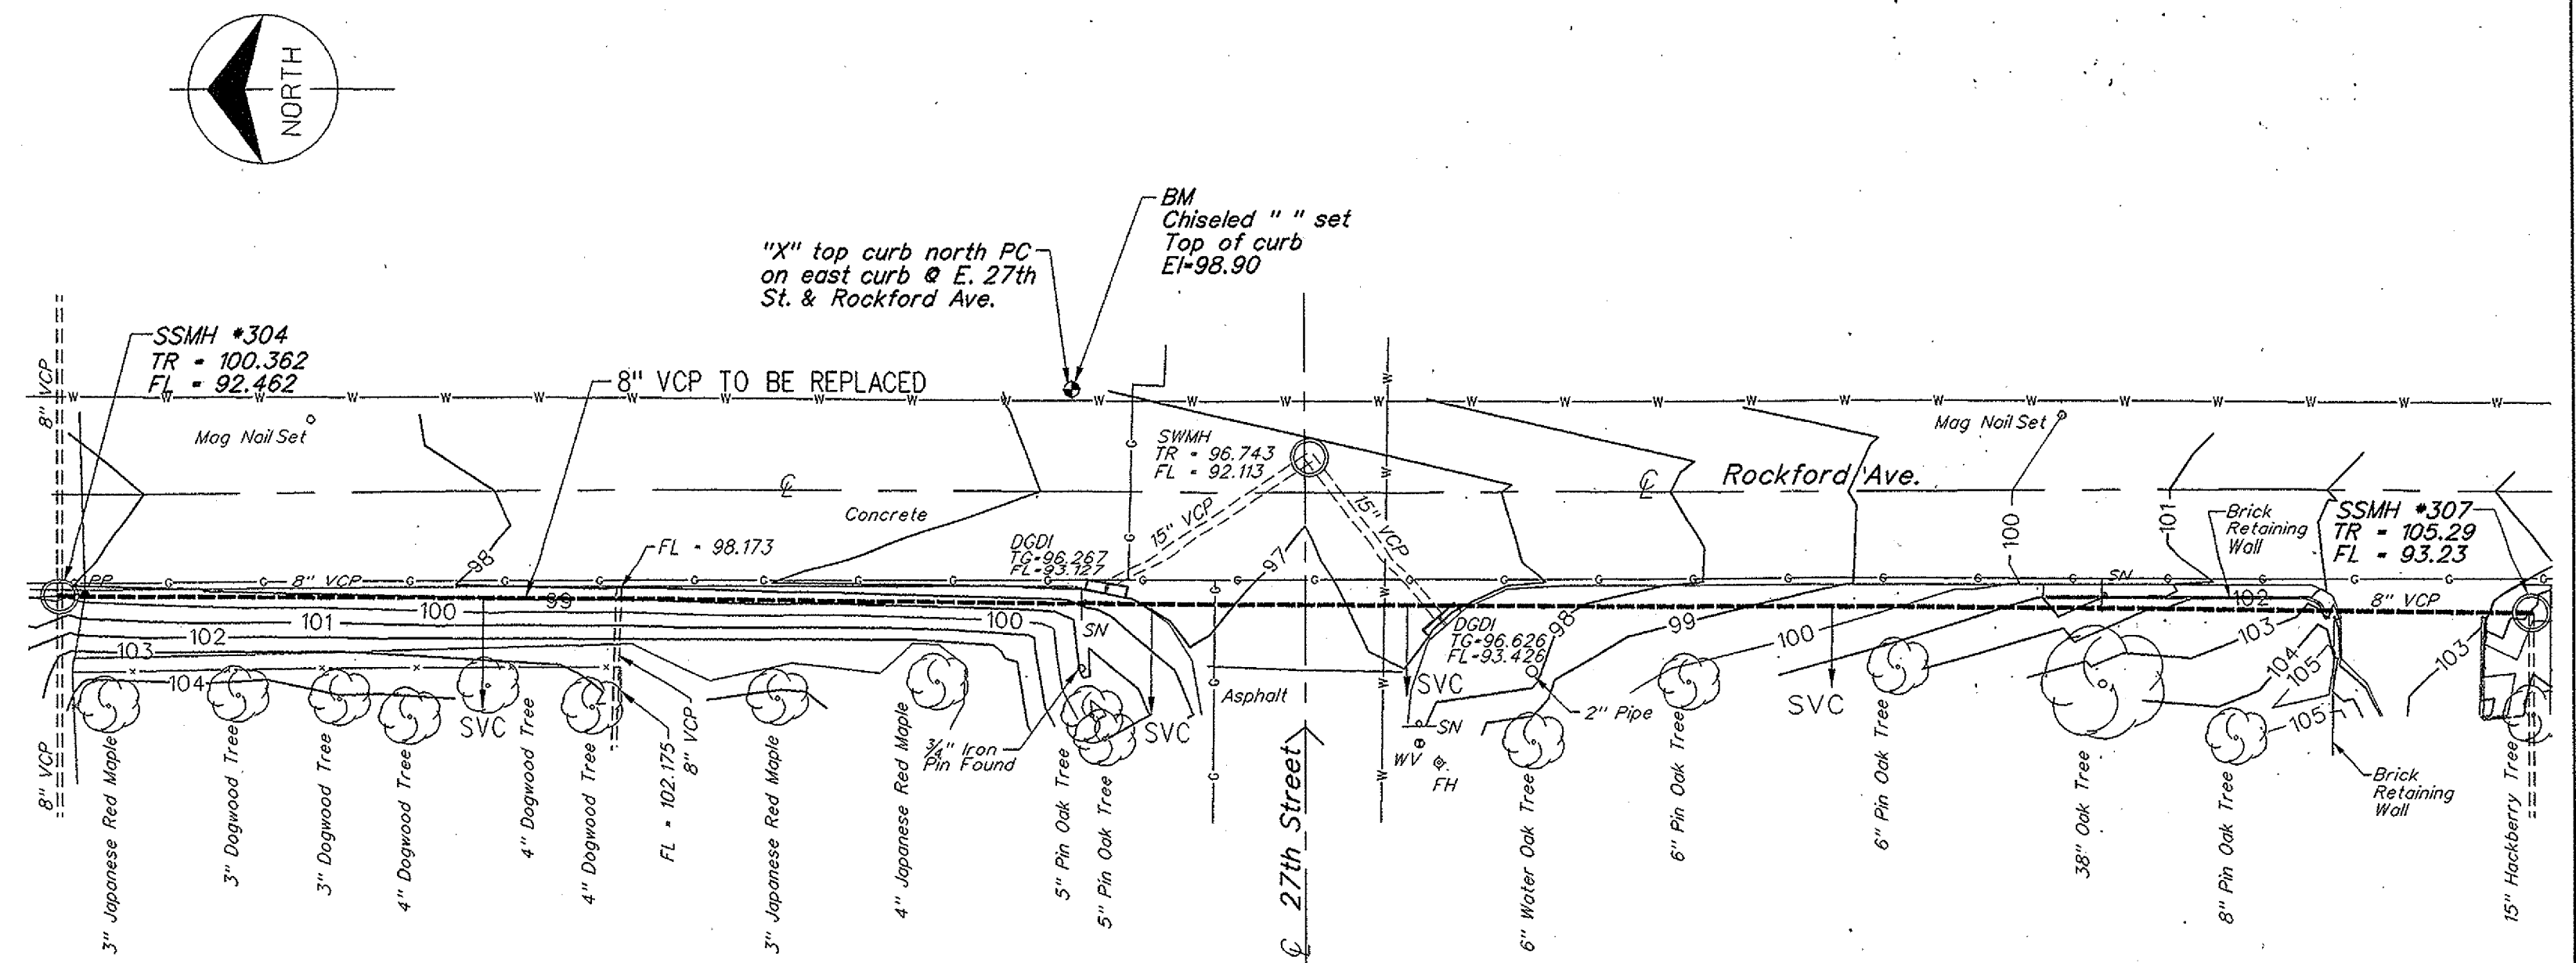 NORTH
BM
Chiseled " " set
Top of curb
El=98.90
"X" top curb north PC
on east curb @ E. 27th
St. & Rockford Ave.
SSMH #304
TR = 100.362
FL = 92.462
8" VCP
8" VCP TO BE REPLACED
W W W W W W W W W W W W W W W W W W W W W W W W W W W
Mag Nail Set
Mag Nail Set
SWMH
TR = 96.743
FL = 92.113
℄
℄
Rockford Ave.
Concrete
15" VCP
15" VCP
100
101
Brick
Retaining
Wall
SSMH #307
TR = 105.29
FL = 93.23
FL = 98.173
DGDI
TG=96.267
FL=93.127
98
97
PP
8" VCP
G G G G G G G G G G G G G G G G G G G G G G G G G
SN
99
100
101
102
103
104
100
SN
DGDI
TG=96.626
FL=93.426
98
99
100
102
103
104
105
105
103
8" VCP
SVC
SVC
SVC
SVC
Asphalt
SN
WV
FH
2" Pipe
3/4" Iron
Pin Found
Brick
Retaining
Wall
8" VCP
3" Japanese Red Maple
3" Dogwood Tree
3" Dogwood Tree
4" Dogwood Tree
4" Dogwood Tree
4" Dogwood Tree
FL = 102.175
8" VCP
3" Japanese Red Maple
4" Japanese Red Maple
5" Pin Oak Tree
5" Pin Oak Tree
℄ 27th Street
6" Water Oak Tree
6" Pin Oak Tree
6" Pin Oak Tree
38" Oak Tree
8" Pin Oak Tree
15" Hackberry Tree